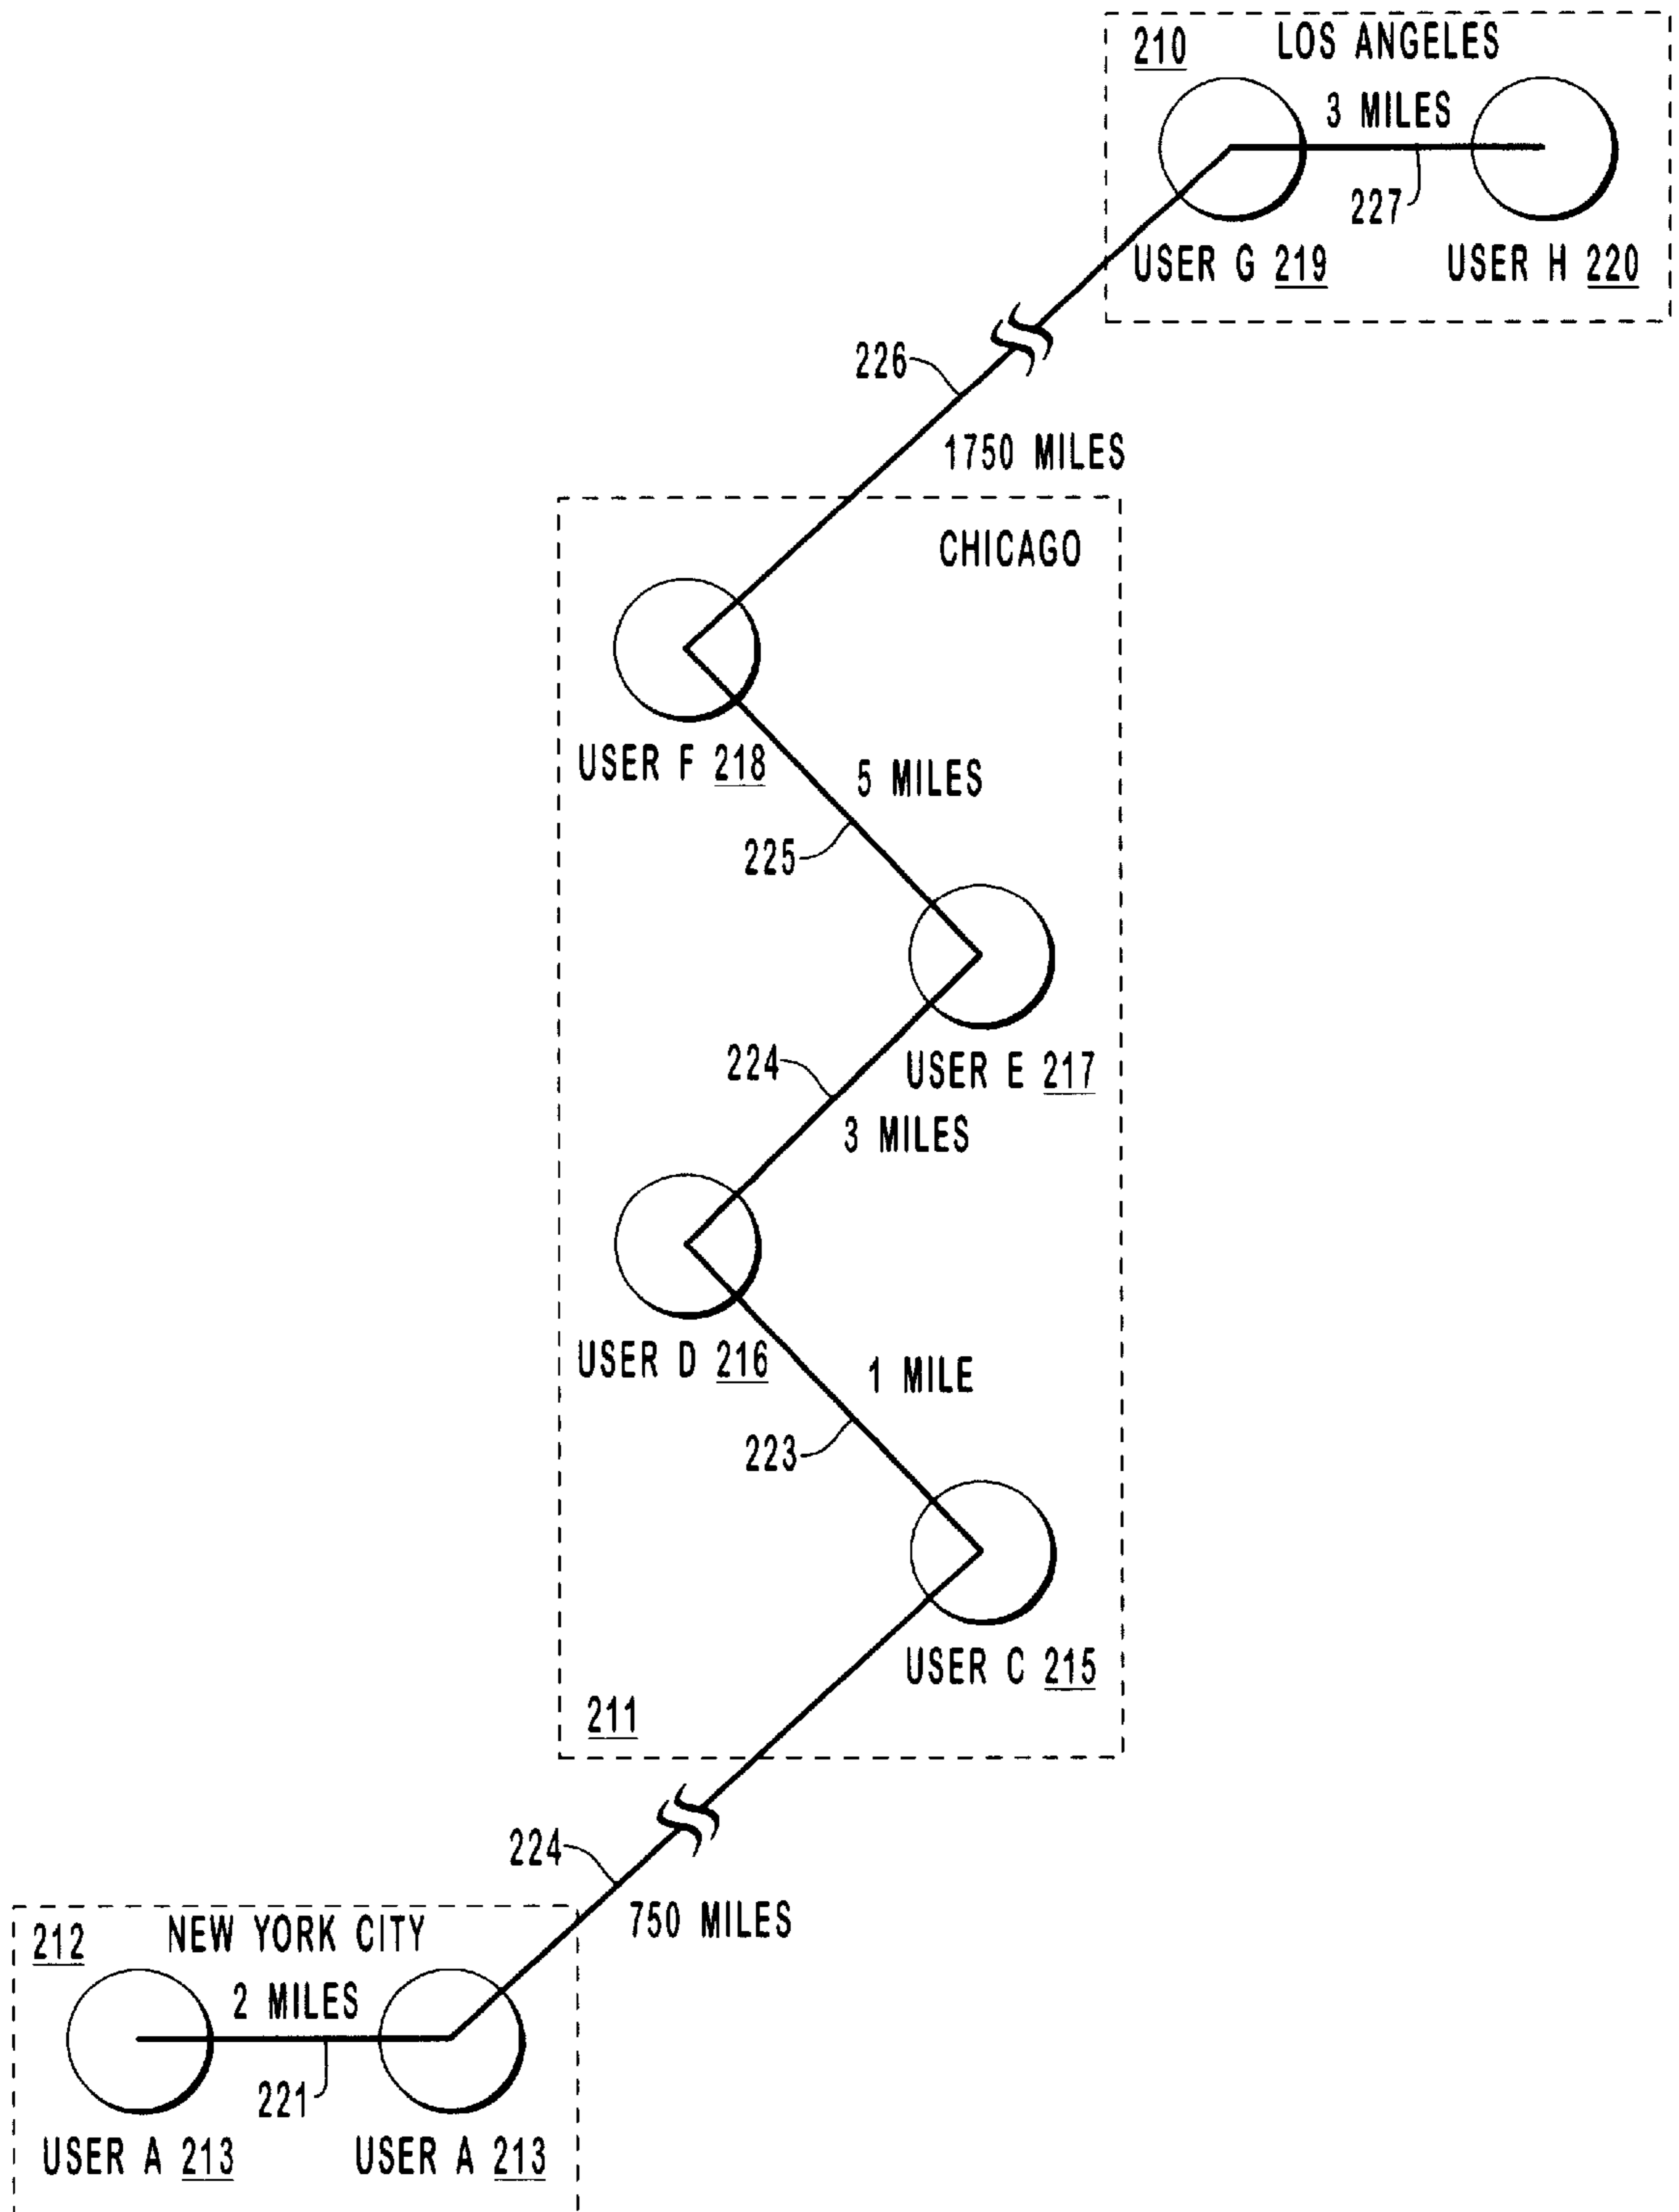 210 LOS ANGELES
3 MILES
227
USER G 219 USER H 220
226
1750 MILES
CHICAGO
USER F 218
5 MILES
225
224
USER E 217
3 MILES
USER D 216
1 MILE
223
USER C 215
211
224
750 MILES
212 NEW YORK CITY
2 MILES
221
USER A 213 USER A 213